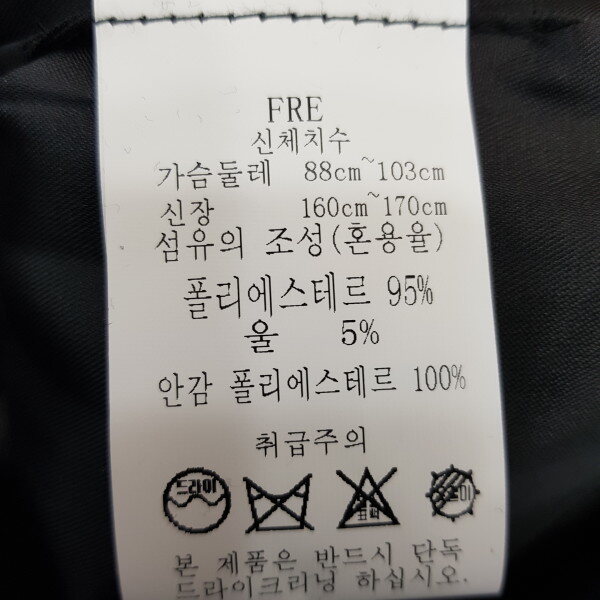 FRE
신체치수
가슴둘레 88cm~103cm
신장 160cm~170cm
섬유의 조성(혼용율)
폴리에스테르 95%
울 5%
안감 폴리에스테르 100%
취급주의
드라이
표백
본 제품은 반드시 단독
드라이크리닝 하십시오.